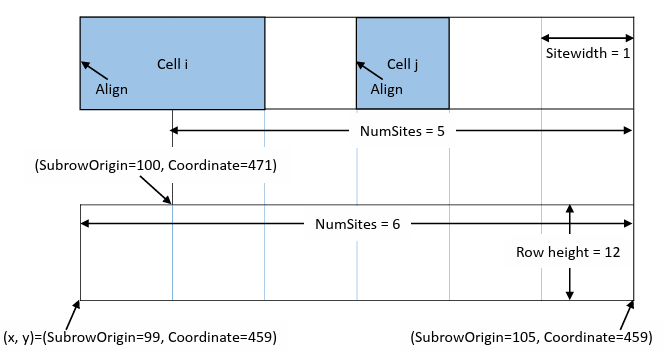 Cell i
Cell j
Sitewidth = 1
Align
Align
NumSites = 5
(SubrowOrigin=100, Coordinate=471)
NumSites = 6
Row height = 12
(x, y)=(SubrowOrigin=99, Coordinate=459)
(SubrowOrigin=105, Coordinate=459)